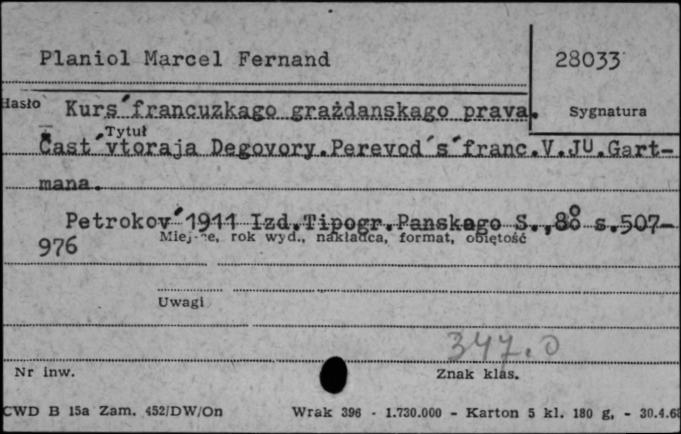 Planiol Marcel Fernand
28033
Hasło
Kurs´francuzkago grażdanskago prava.
Sygnatura
Tytuł
Čast´vtoraja Degovory.Perevod´s´franc.V.JU.Gart-
mana.
Petrokov´1911 Izd.Tipogr.Panskago S.,8o s.507-
Miejsce, rok wyd., nakładca, format, objętość
976
Uwagi
347.0
Nr inw.
Znak klas.
CWD B 15a Zam. 452/DW/On
Wrak 396 - 1.730.000 - Karton 5 kl. 180 g. - 30.4.68